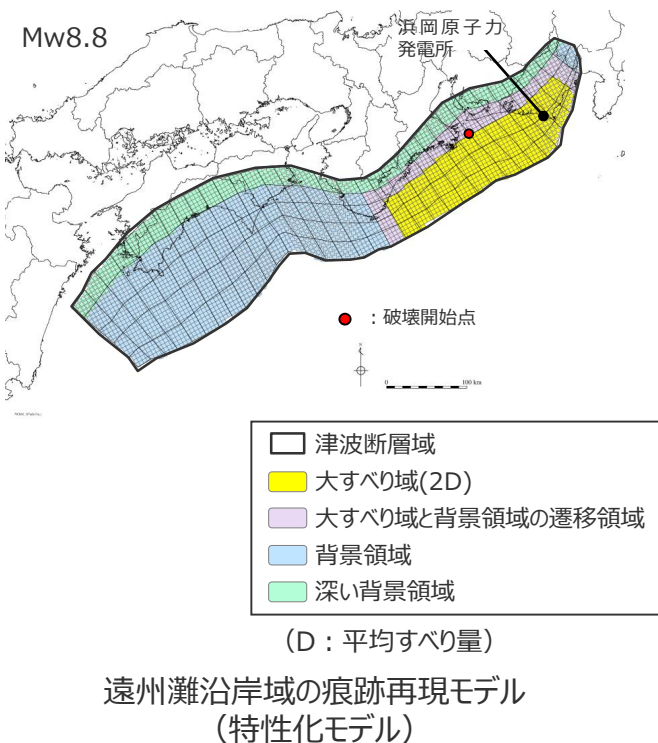 Mw8.8
浜岡原子力
発電所
：破壊開始点
0
100 km
津波断層域
大すべり域(2D)
大すべり域と背景領域の遷移領域
背景領域
深い背景領域
（D：平均すべり量）
遠州灘沿岸域の痕跡再現モデル
（特性化モデル）